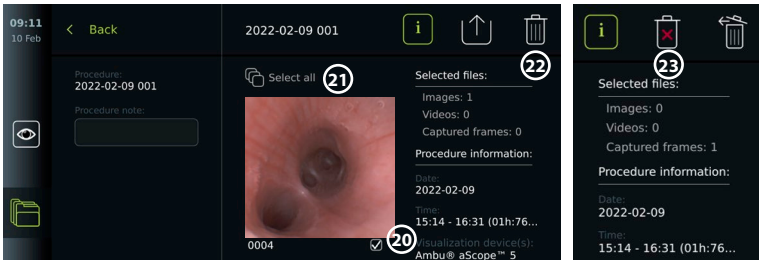 09:11
10 Feb
Back
Procedure:
2022-02-09 001
Procedure note:
2022-02-09 001
i
22
Select all
21
0004
20
Selected files:
Images: 1
Videos: 0
Captured frames: 0
Procedure information:
Date:
2022-02-09
Time:
15:14 - 16:31 (01h:76...
Visualization device(s):
Ambu® aScope™ 5
i
23
Selected files:
Images: 0
Videos: 0
Captured frames: 1
Procedure information:
Date:
2022-02-09
Time:
15:14 - 16:31 (01h:76...